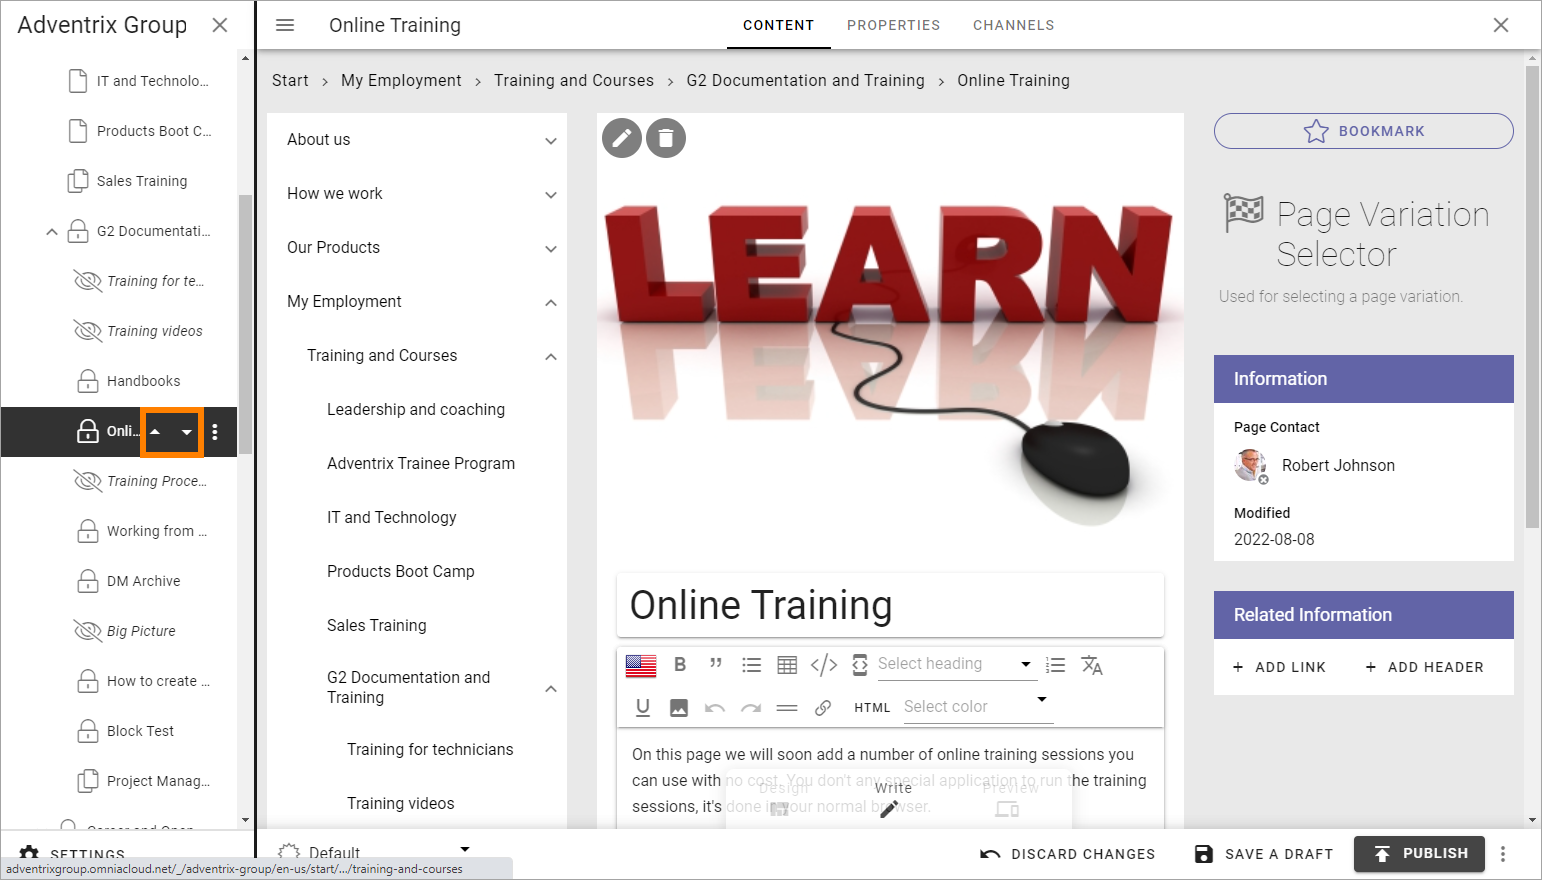 Adventrix Group
IT and Technolo...
Products Boot C...
Sales Training
G2 Documentati...
Training for te...
Training videos
Handbooks
Onli...
Training Proce...
Working from ...
DM Archive
Big Picture
How to create ...
Block Test
Project Manag...
SETTINGS
adventrixgroup.omniacloud.net/_/adventrix-group/en-us/start/.../training-and-courses
Online Training
CONTENT
PROPERTIES
CHANNELS
Start > My Employment > Training and Courses > G2 Documentation and Training > Online Training
About us
How we work
Our Products
My Employment
Training and Courses
Leadership and coaching
Adventrix Trainee Program
IT and Technology
Products Boot Camp
Sales Training
G2 Documentation and
Training
Training for technicians
Training videos
LEARN
Online Training
B
Select heading
U
HTML
Select color
On this page we will soon add a number of online training sessions you
can use with no cost. You don't any special application to run the training
sessions, it's done in your normal browser.
Design
Write
Preview
BOOKMARK
Page Variation
Selector
Used for selecting a page variation.
Information
Page Contact
Robert Johnson
Modified
2022-08-08
Related Information
+ ADD LINK
+ ADD HEADER
Default
DISCARD CHANGES
SAVE A DRAFT
PUBLISH